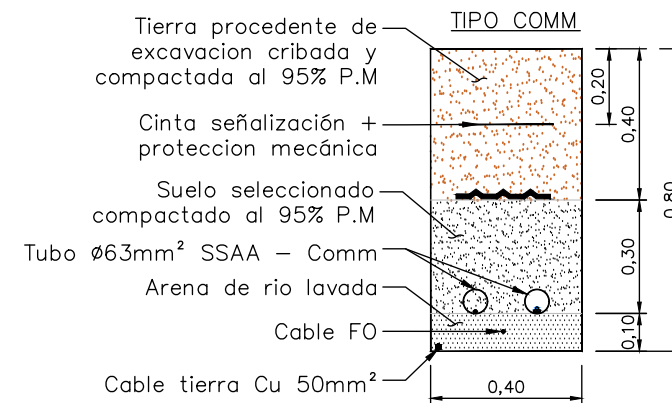 TIPO COMM
Tierra procedente de
excavacion cribada y
compactada al 95% P.M
Cinta señalización +
proteccion mecánica
Suelo seleccionado
compactado al 95% P.M
Tubo Ø63mm² SSAA – Comm
Arena de rio lavada
Cable FO
Cable tierra Cu 50mm²
0,20
0,40
0,80
0,30
0,10
0,40